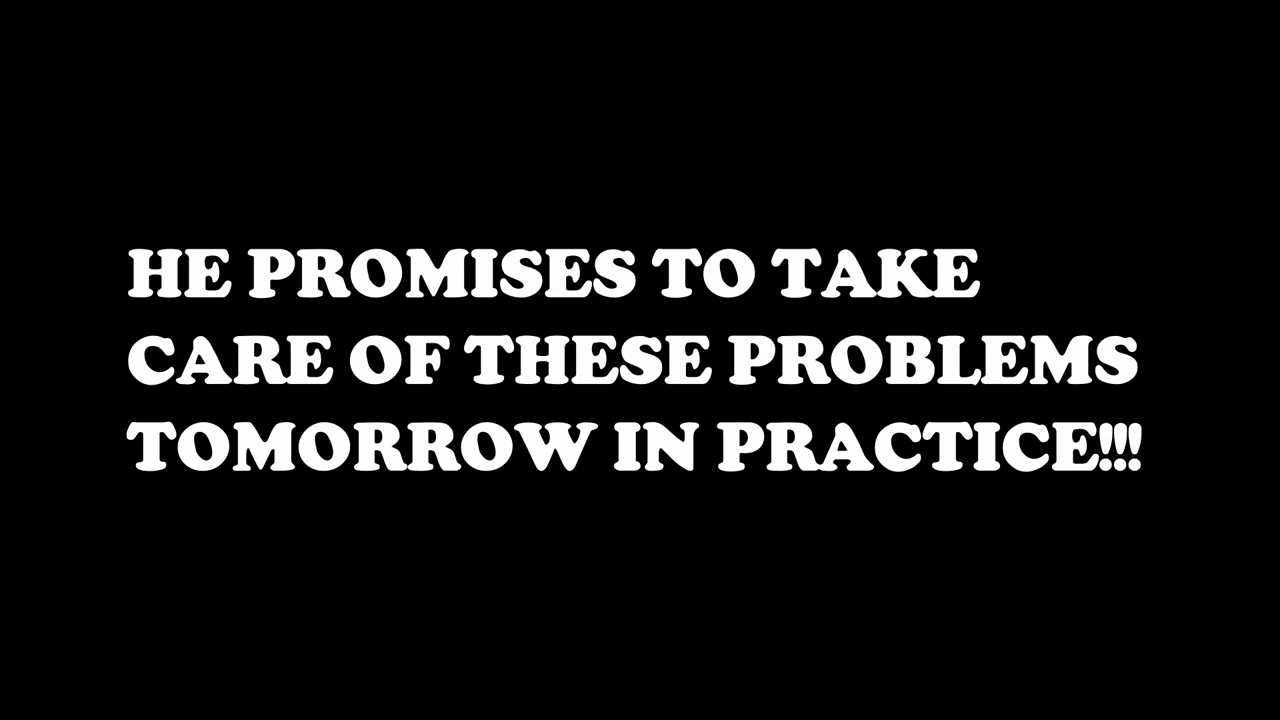 HE PROMISES TO TAKE
CARE OF THESE PROBLEMS
TOMORROW IN PRACTICE!!!